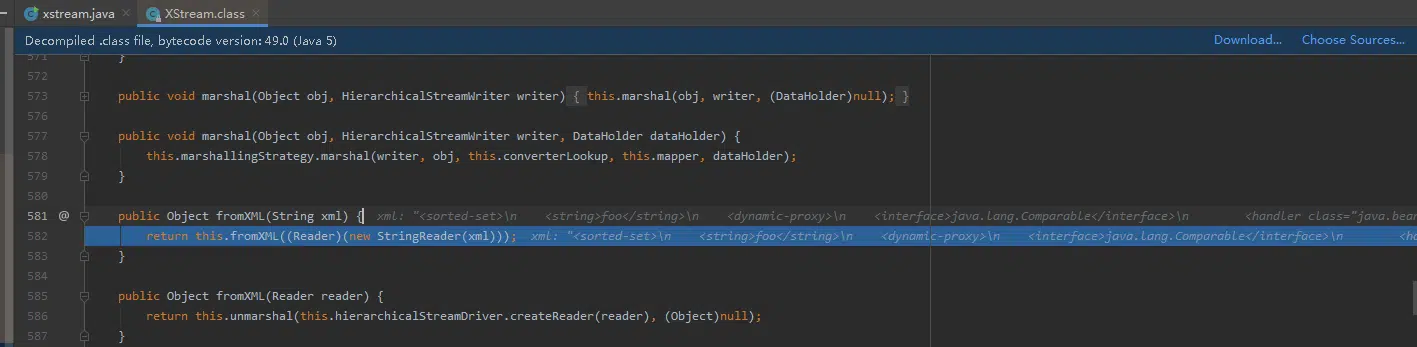 xstream.java × XStream.class ×
Decompiled .class file, bytecode version: 49.0 (Java 5) Download... Choose Sources...
571 }
572
573 public void marshal(Object obj, HierarchicalStreamWriter writer) { this.marshal(obj, writer, (DataHolder)null); }
576
577 public void marshal(Object obj, HierarchicalStreamWriter writer, DataHolder dataHolder) {
578 this.marshallingStrategy.marshal(writer, obj, this.converterLookup, this.mapper, dataHolder);
579 }
580
581 @ public Object fromXML(String xml) { xml: "<sorted-set>\n <string>foo</string>\n <dynamic-proxy>\n <interface>java.lang.Comparable</interface>\n <handler class="java.bean
582 return this.fromXML((Reader)(new StringReader(xml))); xml: "<sorted-set>\n <string>foo</string>\n <dynamic-proxy>\n <interface>java.lang.Comparable</interface>\n <ha
583 }
584
585 public Object fromXML(Reader reader) {
586 return this.unmarshal(this.hierarchicalStreamDriver.createReader(reader), (Object)null);
587 }